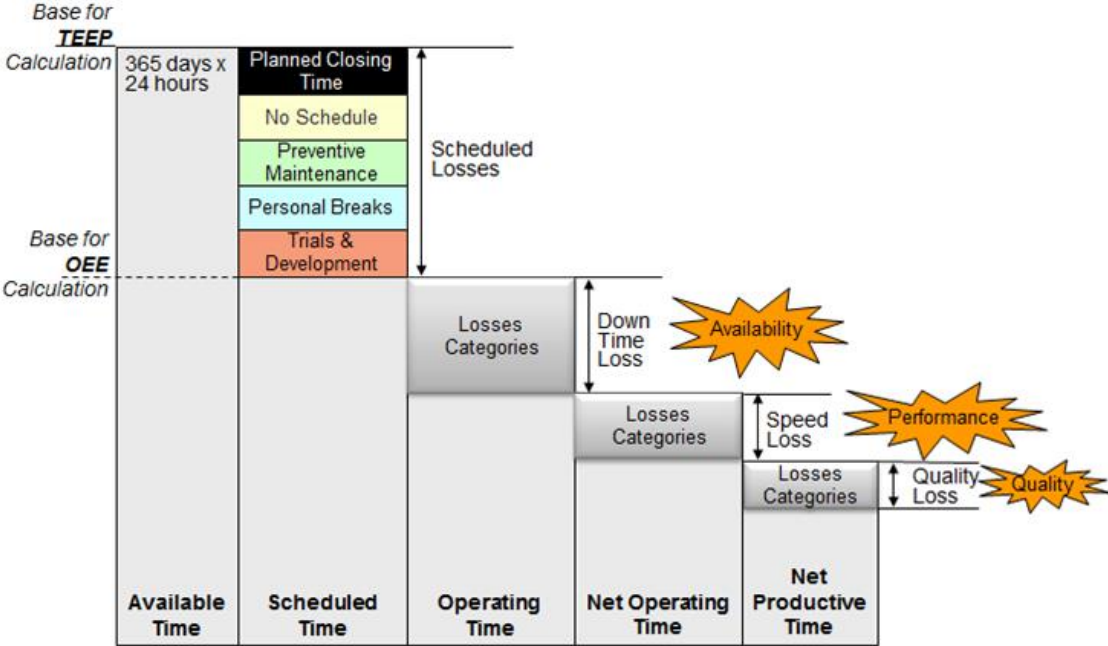 Base for
TEEP
Calculation
365 days x
24 hours
Planned Closing
Time
No Schedule
Preventive
Maintenance
Personal Breaks
Trials &
Development
Scheduled
Losses
Base for
OEE
Calculation
Losses
Categories
Down
Time
Loss
Availability
Losses
Categories
Speed
Loss
Performance
Losses
Categories
Quality
Loss
Quality
Available
Time
Scheduled
Time
Operating
Time
Net Operating
Time
Net
Productive
Time